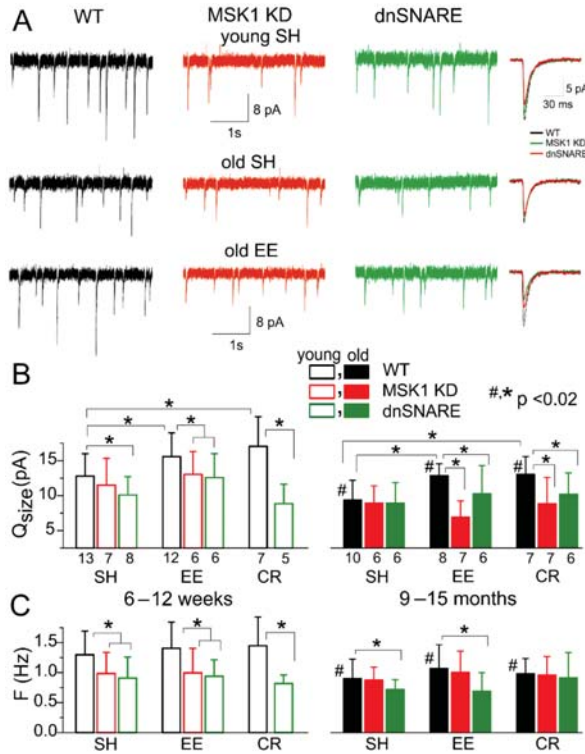 A WT MSK1 KD dnSNARE
young SH
8 pA
1s
5 pA
30 ms
WT
MSK1 KD
dnSNARE
old SH
old EE
8 pA
1s
B young, old
WT
MSK1 KD
dnSNARE
#,* p <0.02
Qsize(pA)
15
12.5
10
* * * * *
* * * * *
# # #
13 7 8 12 6 6 7 5
10 6 6 8 7 6 7 7 6
SH EE CR SH EE CR
C 6–12 weeks 9–15 months
F (Hz)
1.5
1.0
0.5
0.0
* * * * *
# # #
SH EE CR SH EE CR